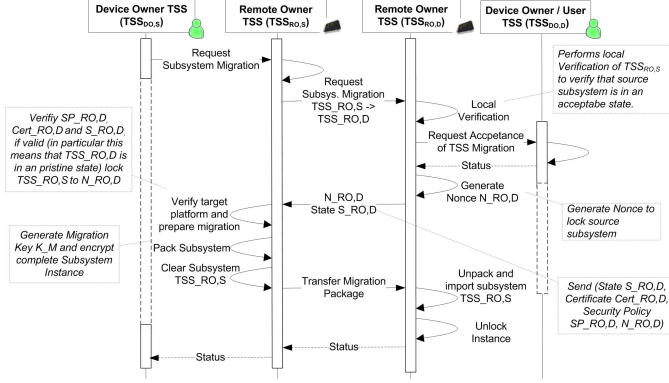 Device Owner TSS
(TSS_DO,S)
Remote Owner
TSS (TSS_RO,S)
Remote Owner
TSS (TSS_RO,D)
Device Owner / User
TSS (TSS_DO,D)
Request
Subsystem Migration
Performs local
Verification of TSS_RO,S
to verify that source
subsystem is in an
acceptabe state.
Request
Subsys. Migration
TSS_RO,S ->
TSS_RO,D
Local
Verification
Verifiy SP_RO,D
Cert_RO,D and S_RO,D,
if valid (in particular this
means that TSS_RO,D is
in an pristine state) lock
TSS_RO,S to N_RO,D
Request Accpetance
of TSS Migration
Status
Generate
Nonce N_RO,D
N_RO,D
State S_RO,D
Verify target
platform and
prepare migration
Generate Nonce to
lock source
subsystem
Generate Migration
Key K_M and encrypt
complete Subsystem
Instance
Pack Subsystem
Clear Subsystem
TSS_RO,S
Transfer Migration
Package
Unpack and
import subsystem
TSS_RO,S
Send (State S_RO,D,
Certificate Cert_RO,D,
Security Policy
SP_RO,D, N_RO,D)
Unlock
Instance
Status
Status